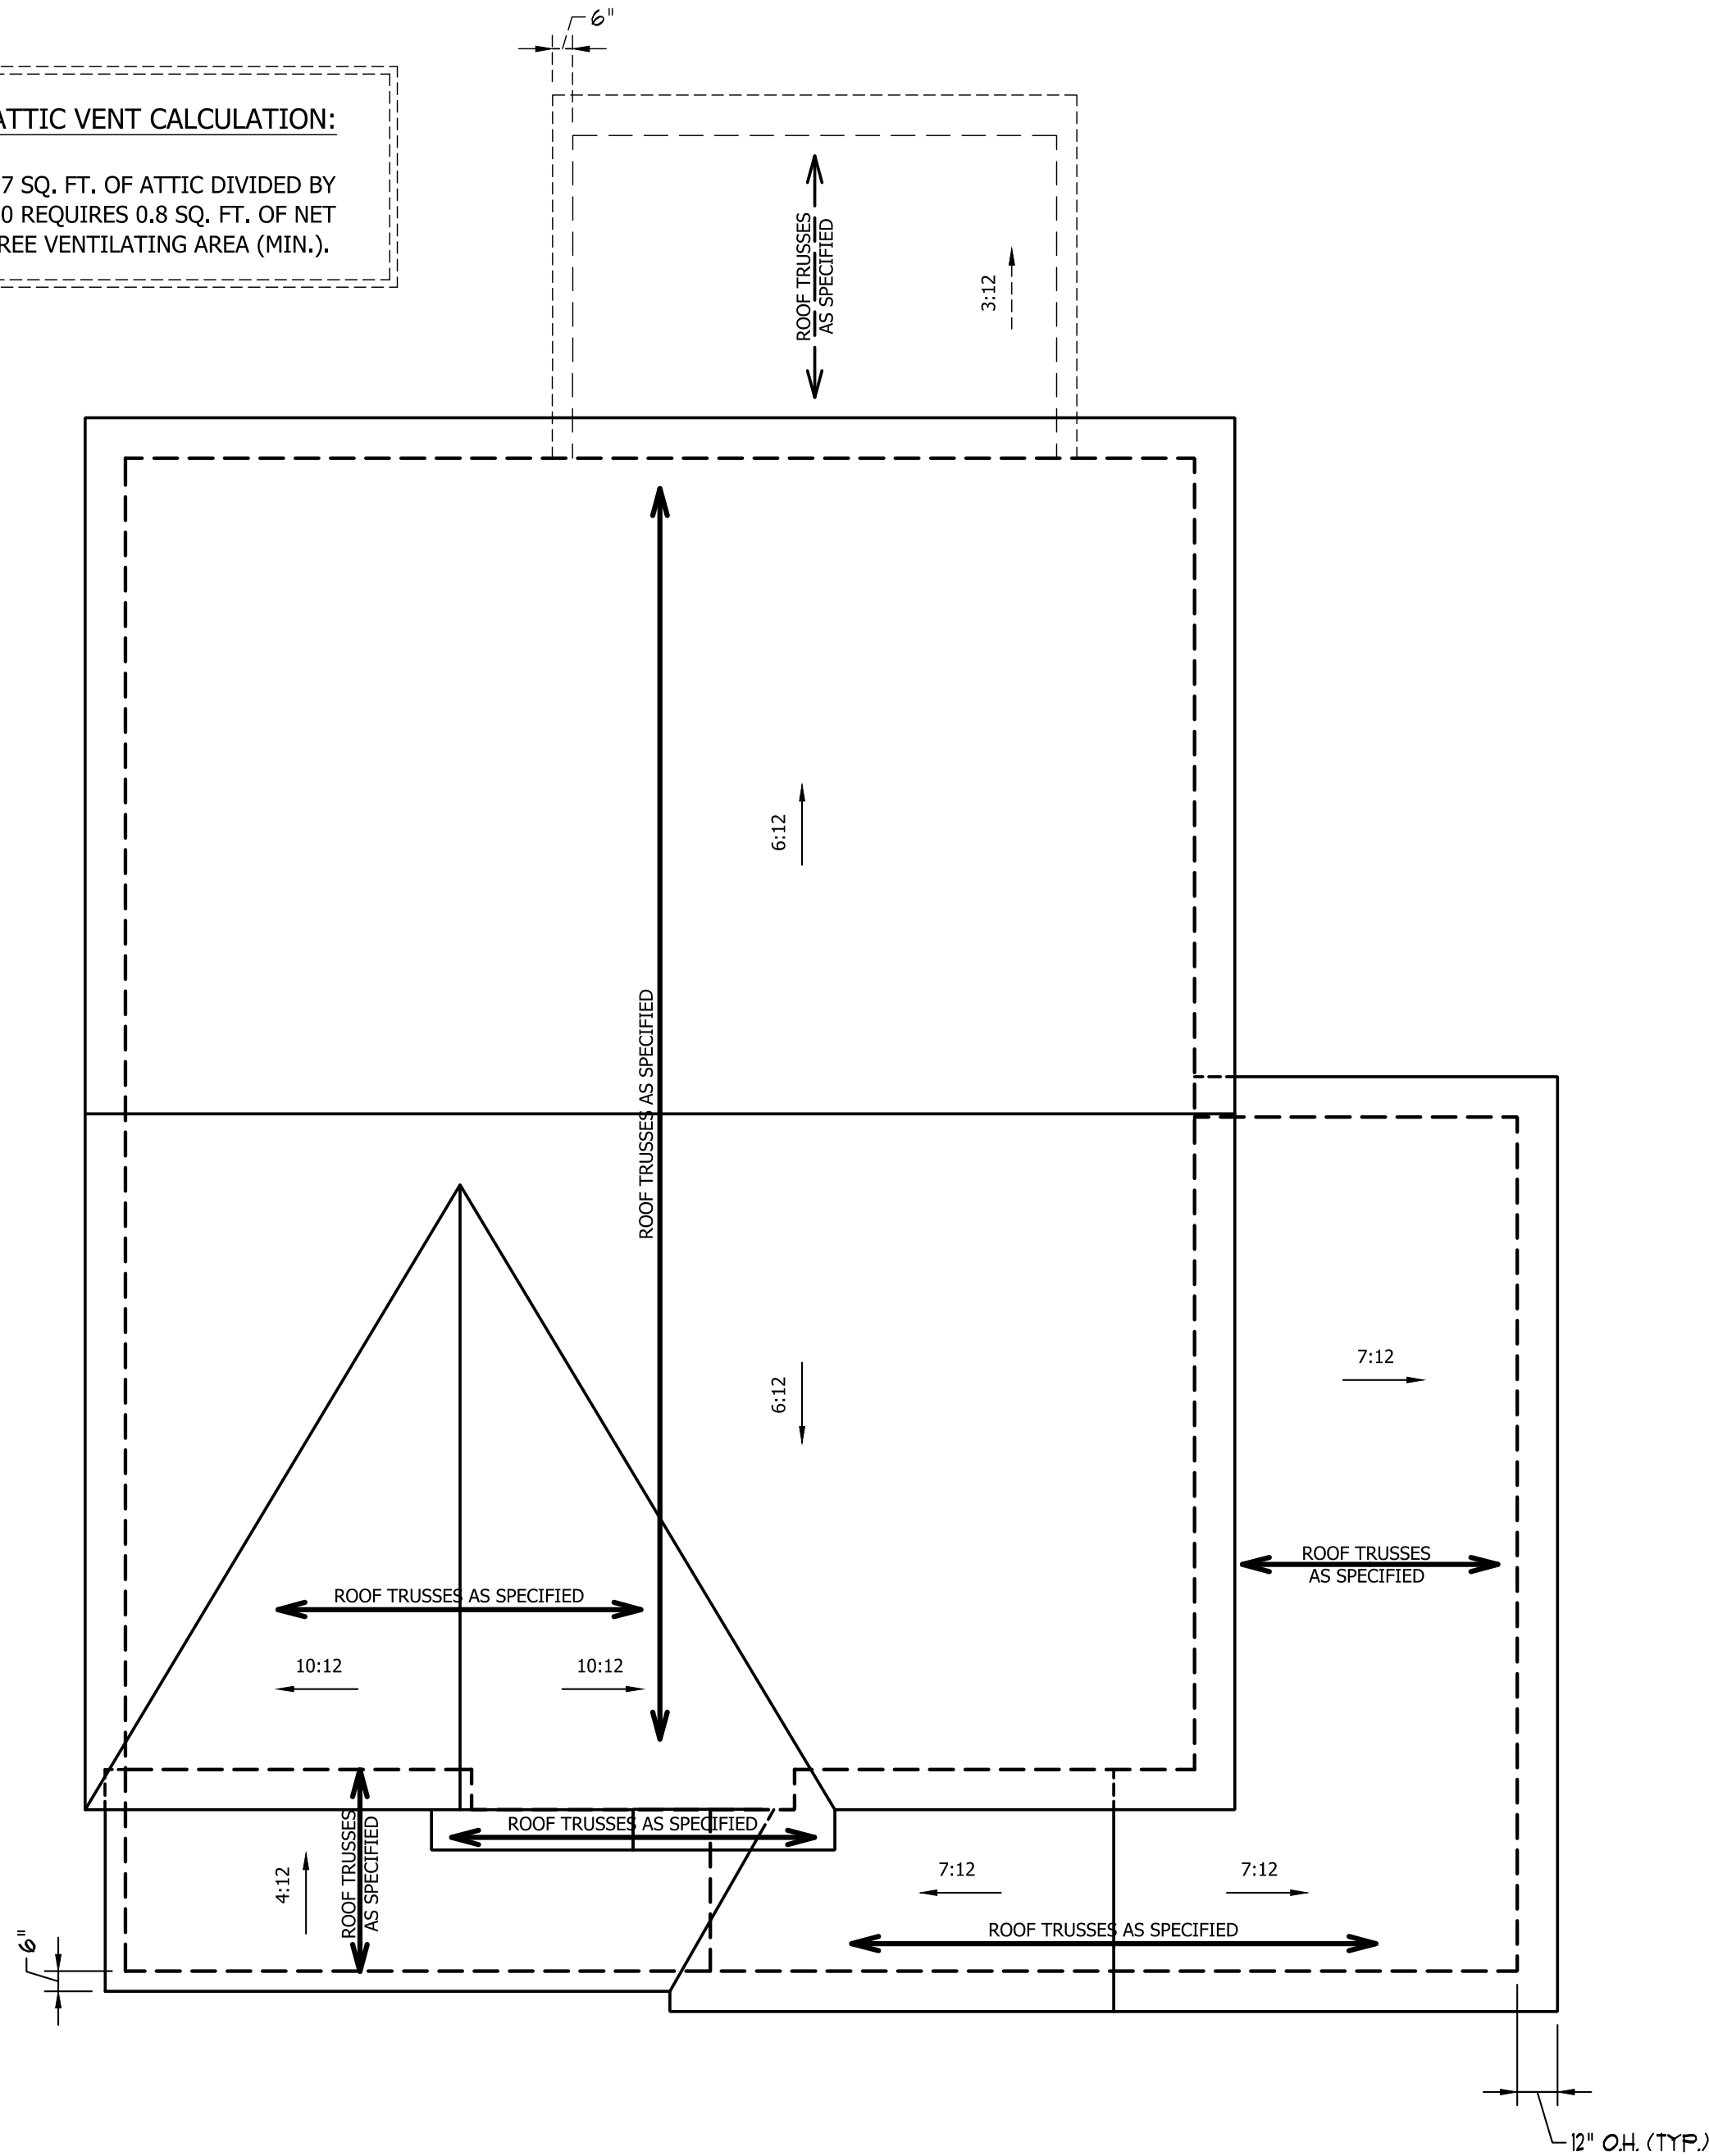 6"
ATTIC VENT CALCULATION:
7 SQ. FT. OF ATTIC DIVIDED BY
0 REQUIRES 0.8 SQ. FT. OF NET
REE VENTILATING AREA (MIN.).
ROOF TRUSSES
AS SPECIFIED
3:12
6:12
ROOF TRUSSES AS SPECIFIED
6:12
7:12
ROOF TRUSSES
AS SPECIFIED
ROOF TRUSSES AS SPECIFIED
10:12
10:12
ROOF TRUSSES AS SPECIFIED
ROOF TRUSSES
AS SPECIFIED
4:12
7:12
7:12
ROOF TRUSSES AS SPECIFIED
6"
12" O.H. (TYP.)